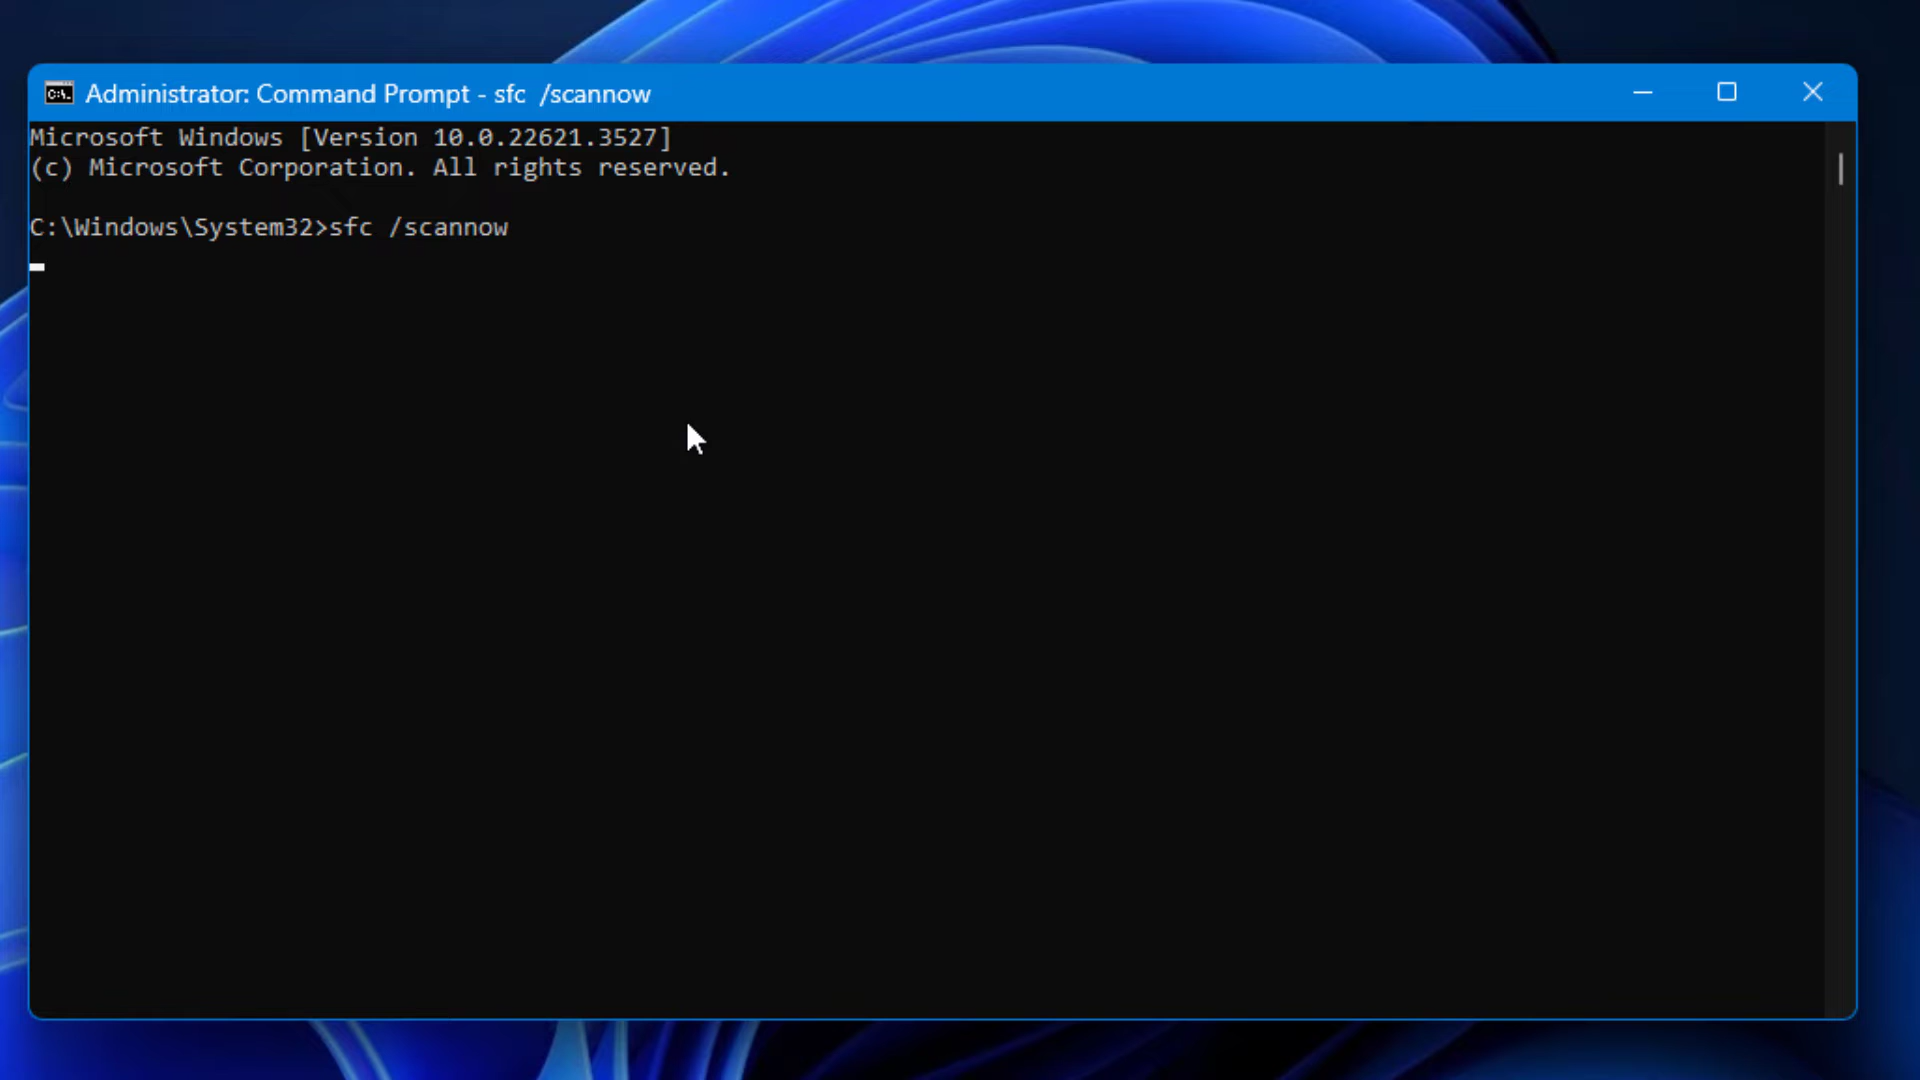 Administrator: Command Prompt - sfc  /scannow
Microsoft Windows [Version 10.0.22621.3527]
(c) Microsoft Corporation. All rights reserved.
C:\Windows\System32>sfc /scannow